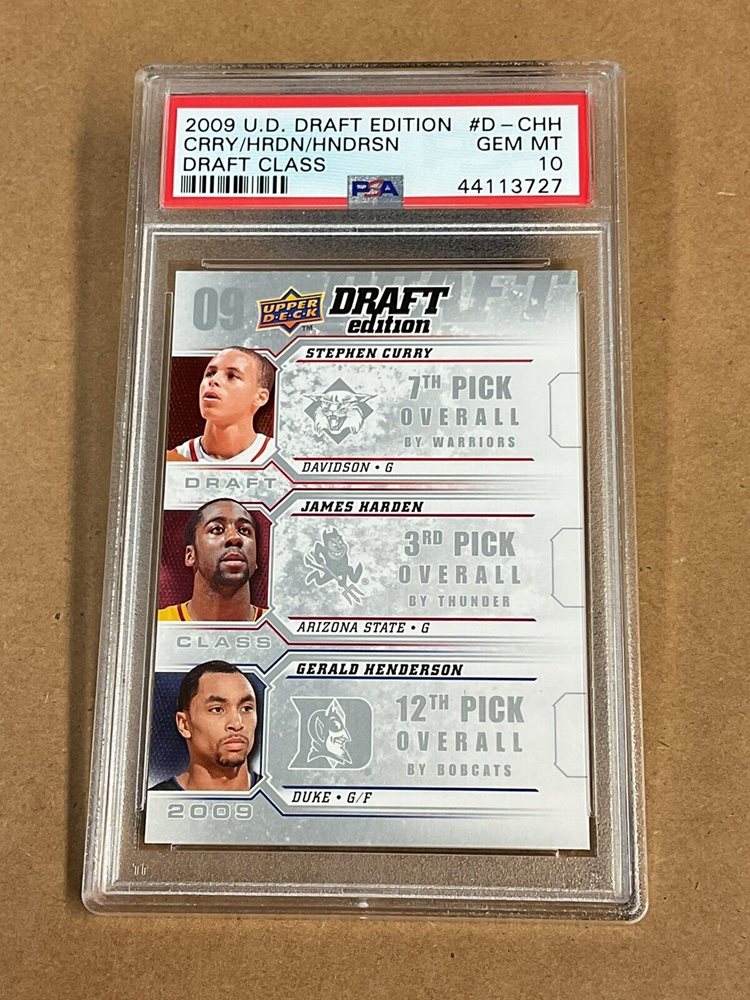 2009 U.D. DRAFT EDITION #D-CHH
CRRY/HRDN/HNDRSN GEM MT
DRAFT CLASS 10
PSA 44113727
09 UPPER DECK TM DRAFT
edition
STEPHEN CURRY
7TH PICK
OVERALL
BY WARRIORS
DAVIDSON • G
DRAFT
JAMES HARDEN
3RD PICK
OVERALL
BY THUNDER
ARIZONA STATE • G
CLASS
GERALD HENDERSON
12TH PICK
OVERALL
BY BOBCATS
DUKE • G/F
2009